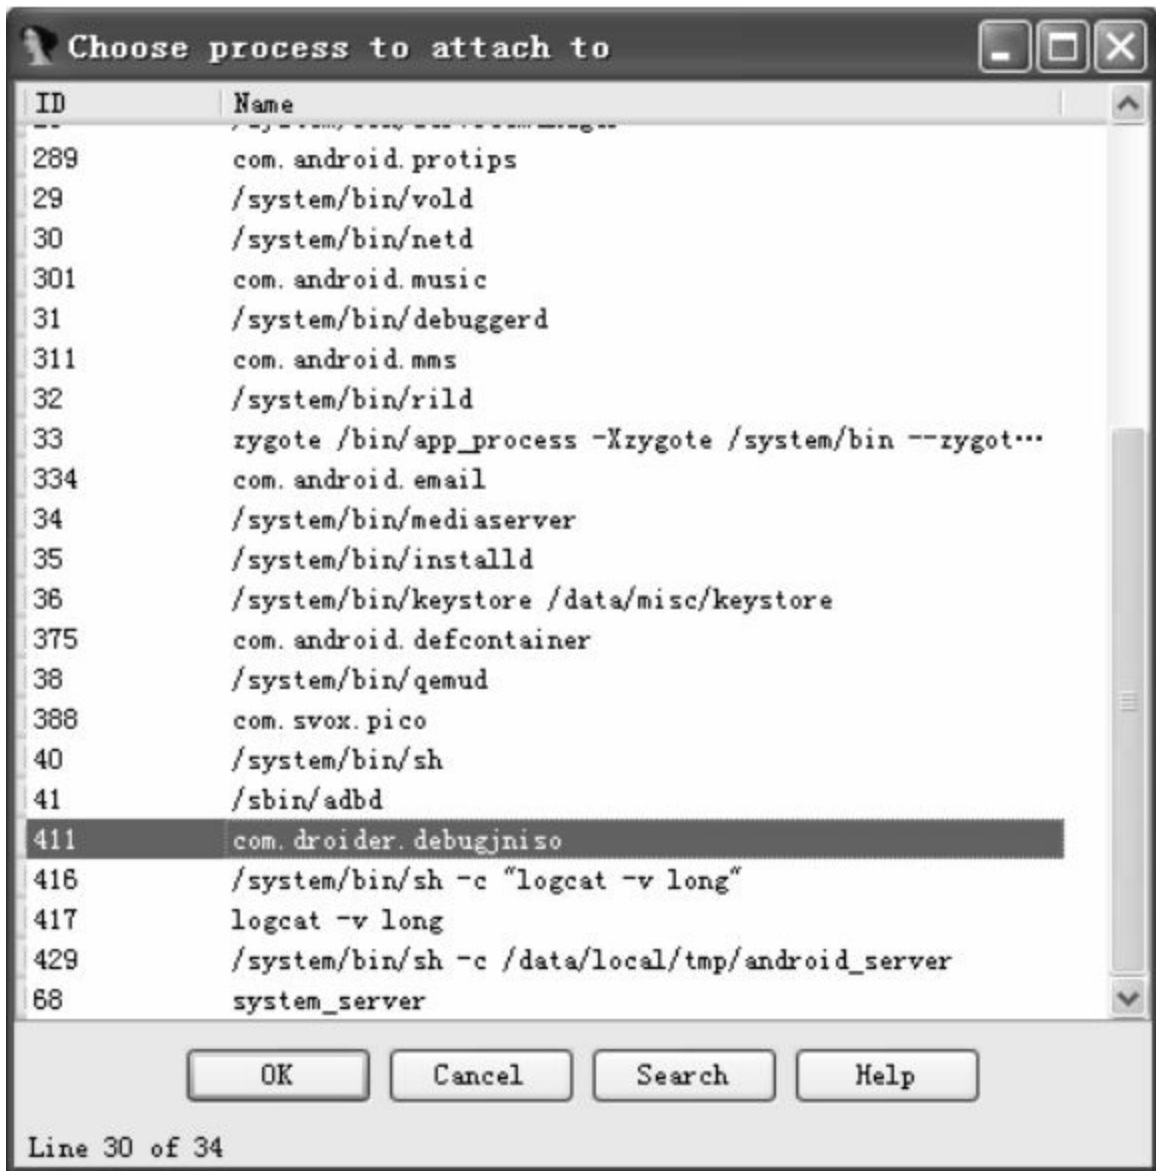 Choose process to attach to
ID Name
289 com.android.protips
29 /system/bin/vold
30 /system/bin/netd
301 com.android.music
31 /system/bin/debuggerd
311 com.android.mms
32 /system/bin/rild
33 zygote /bin/app_process -Xzygote /system/bin --zygot…
334 com.android.email
34 /system/bin/mediaserver
35 /system/bin/installd
36 /system/bin/keystore /data/misc/keystore
375 com.android.defcontainer
38 /system/bin/qemud
388 com.svox.pico
40 /system/bin/sh
41 /sbin/adbd
411 com.droider.debugjniso
416 /system/bin/sh -c "logcat -v long"
417 logcat -v long
429 /system/bin/sh -c /data/local/tmp/android_server
68 system_server
OK Cancel Search Help
Line 30 of 34